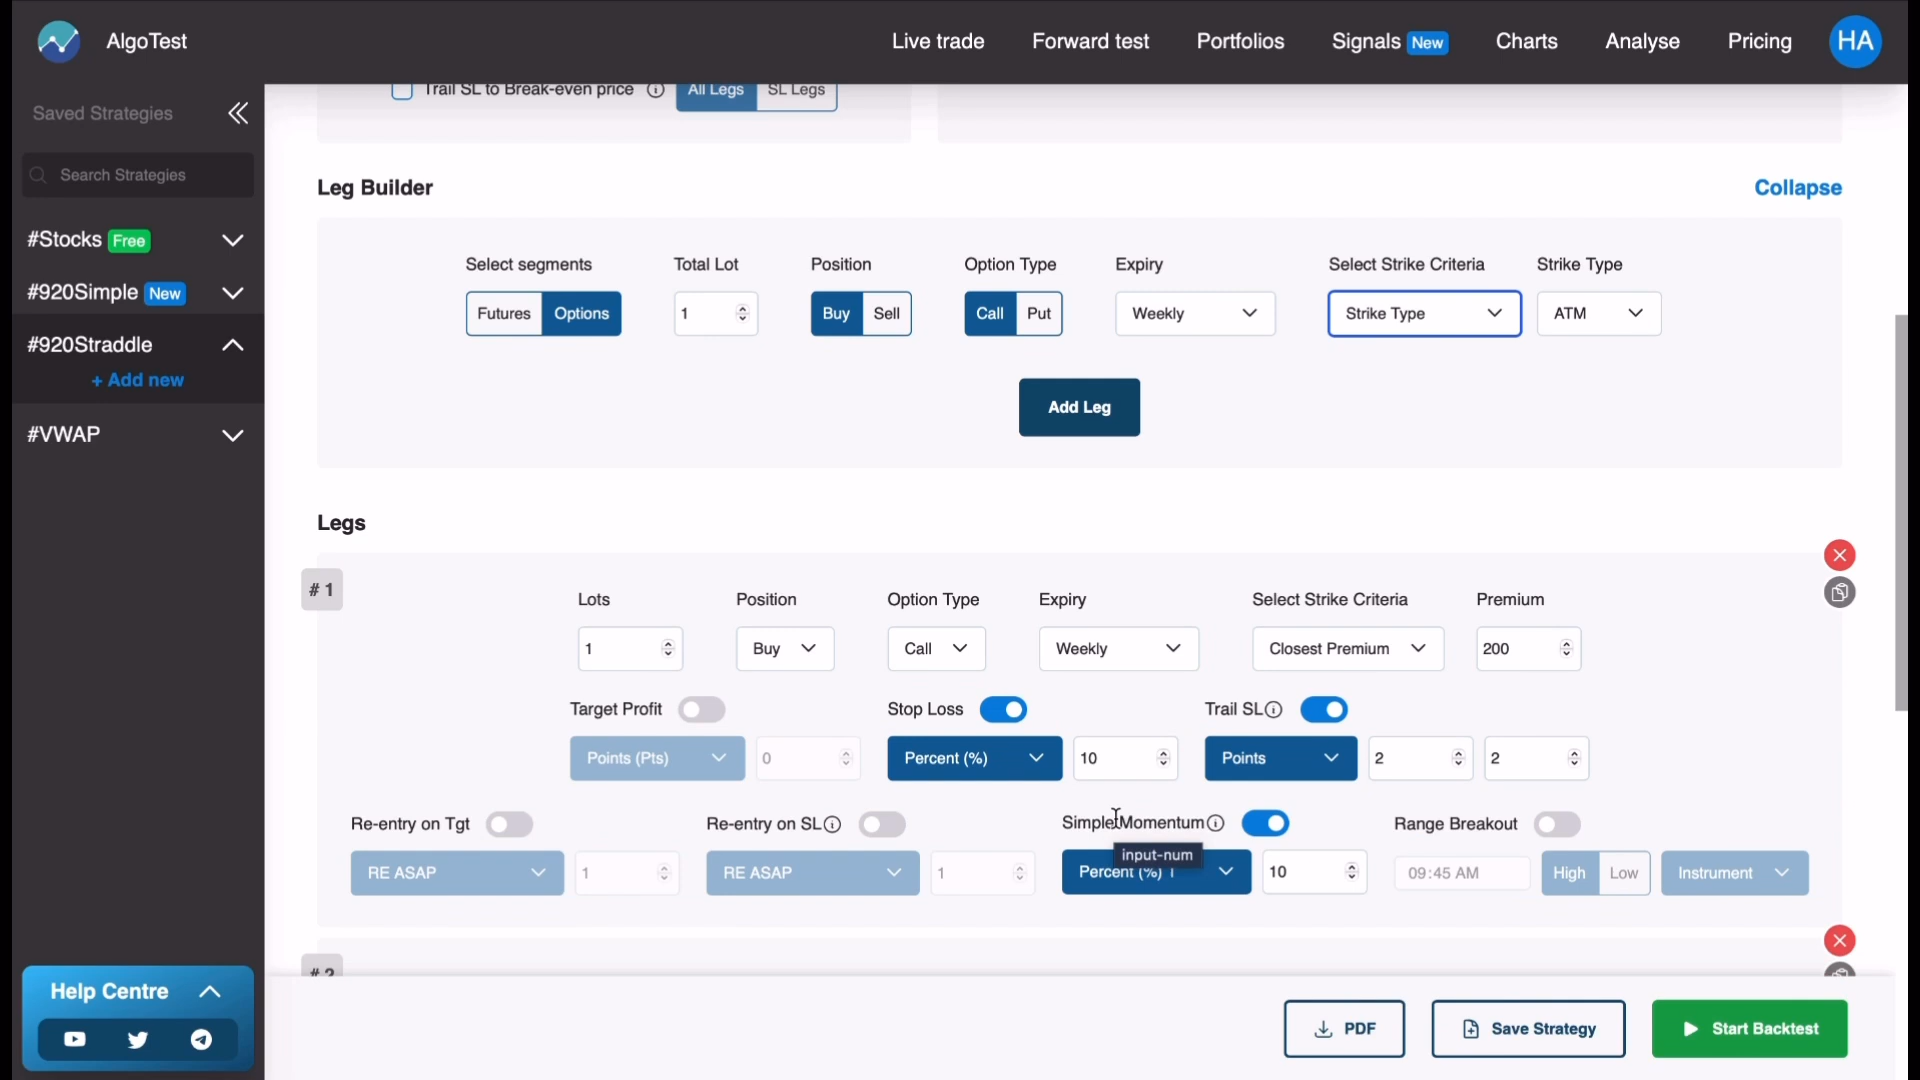 AlgoTest
Live trade
Forward test
Portfolios
Signals New
Charts
Analyse
Pricing
HA
Saved Strategies
Search Strategies
#Stocks Free
#920Simple New
#920Straddle
+ Add new
#VWAP
Help Centre
Trail SL to Break-even price
All Legs
SL Legs
Leg Builder
Collapse
Select segments
Total Lot
Position
Option Type
Expiry
Select Strike Criteria
Strike Type
Futures
Options
1
Buy
Sell
Call
Put
Weekly
Strike Type
ATM
Add Leg
Legs
# 1
Lots
Position
Option Type
Expiry
Select Strike Criteria
Premium
1
Buy
Call
Weekly
Closest Premium
200
Target Profit
Stop Loss
Trail SL
Points (Pts)
0
Percent (%)
10
Points
2
2
Re-entry on Tgt
Re-entry on SL
Simple Momentum
Range Breakout
input-num
RE ASAP
1
RE ASAP
1
Percent (%)
10
09:45 AM
High
Low
Instrument
# 2
PDF
Save Strategy
Start Backtest